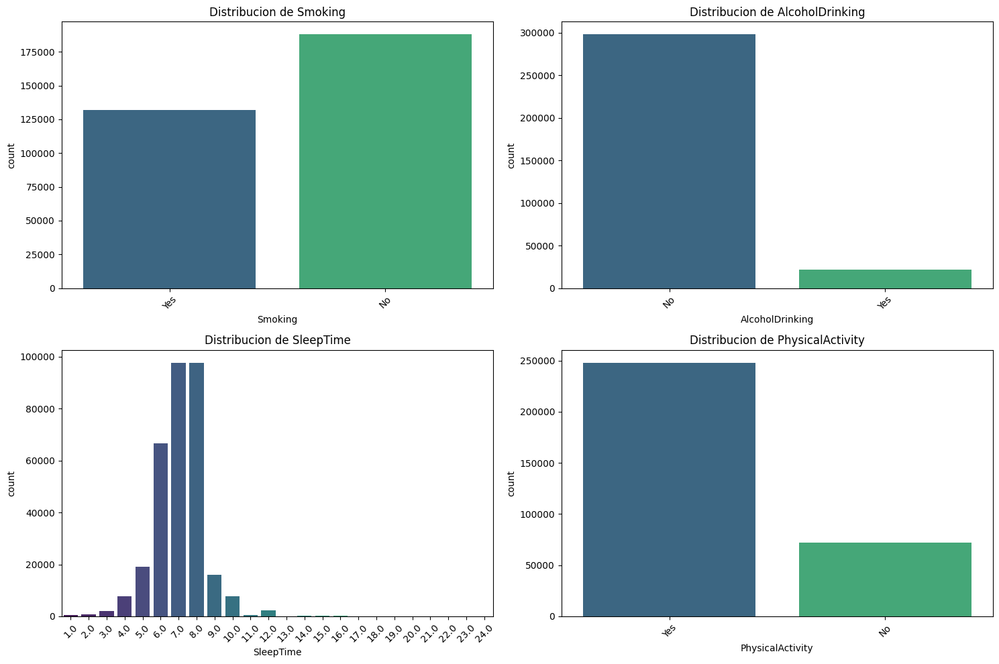 Distribucion de Smoking
175000
150000
125000
100000
75000
50000
25000
0
count
Yes No
Smoking
Distribucion de AlcoholDrinking
300000
250000
200000
150000
100000
50000
0
count
No Yes
AlcoholDrinking
Distribucion de SleepTime
100000
80000
60000
40000
20000
0
count
1.0 2.0 3.0 4.0 5.0 6.0 7.0 8.0 9.0 10.0 11.0 12.0 13.0 14.0 15.0 16.0 17.0 18.0 19.0 20.0 21.0 22.0 23.0 24.0
SleepTime
Distribucion de PhysicalActivity
250000
200000
150000
100000
50000
0
count
Yes No
PhysicalActivity